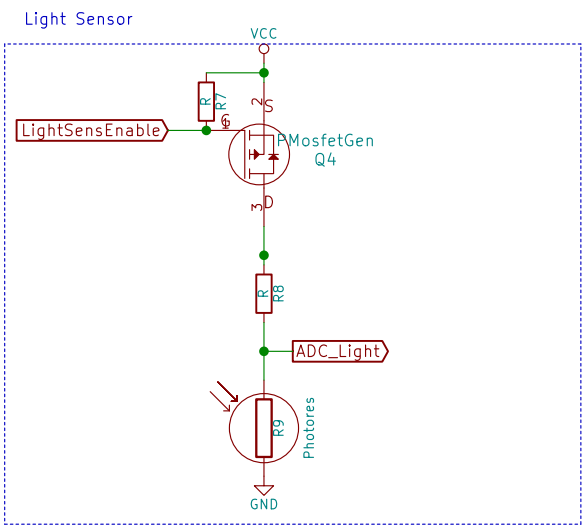 Light Sensor
VCC
R
R7
2
S
G
1
LightSensEnable
PMosfetGen
Q4
3
D
R
R8
ADC_Light
R9
Photores
GND